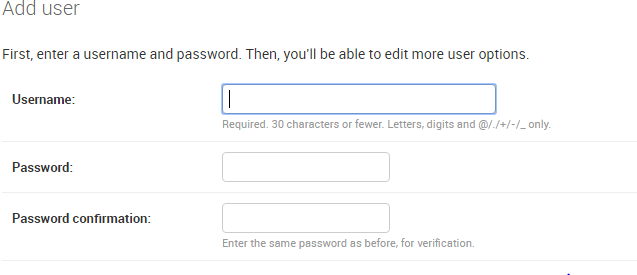 Add user
First, enter a username and password. Then, you'll be able to edit more user options.
Username:
Required. 30 characters or fewer. Letters, digits and @/./+/-/_ only.
Password:
Password confirmation:
Enter the same password as before, for verification.